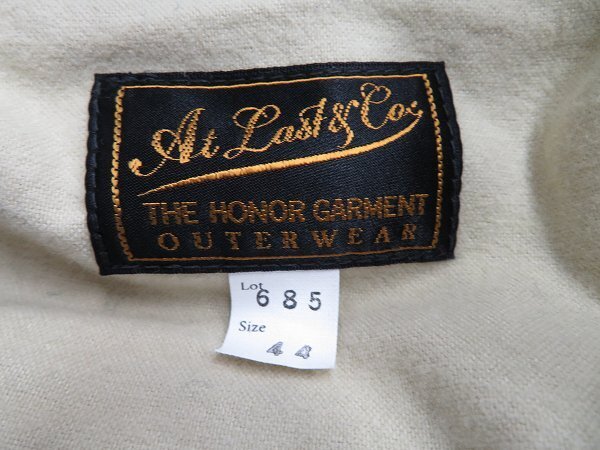 At Last & Co.
THE HONOR GARMENT
OUTERWEAR
Lot 685
Size 44